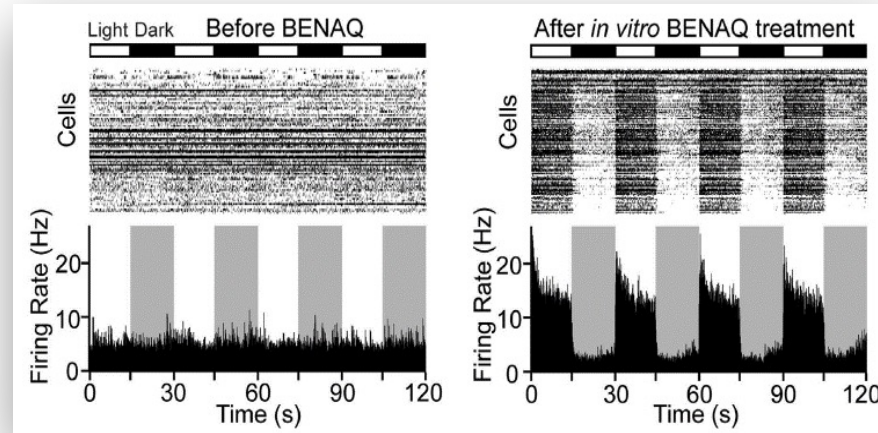 Light Dark Before BENAQ
Cells
Firing Rate (Hz)
20
10
0
0 30 60 90 120
Time (s)
After in vitro BENAQ treatment
Cells
Firing Rate (Hz)
20
10
0
0 30 60 90 120
Time (s)